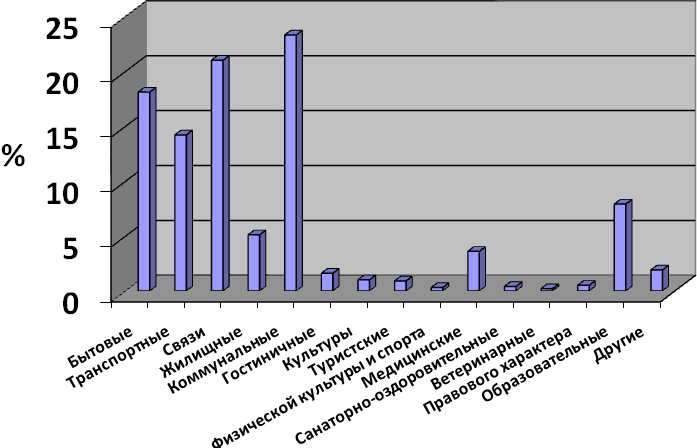 25
20
15
%
10
5
0
Бытовые
Транспортные
Связи
Жилищные
Коммунальные
Гостиничные
Культуры
Туристские
Физической культуры и спорта
Медицинские
Санаторно-оздоровительные
Ветеринарные
Правового характера
Образовательные
Другие